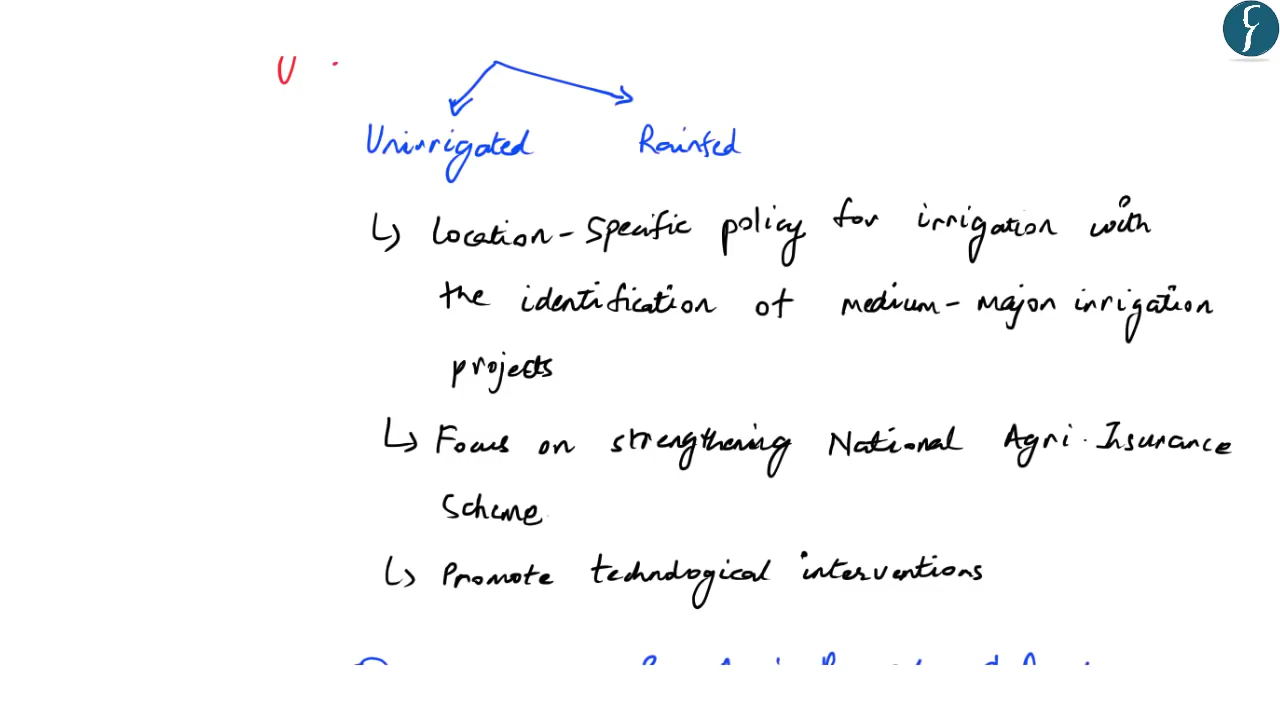 U
Uninrigated Rainfed
↳ Location-Specific policy for irrigation with
the identification of medium-major irrigation
projects
↳ Focus on strengthening National Agri. Insurance
Scheme
↳ Promote technological interventions